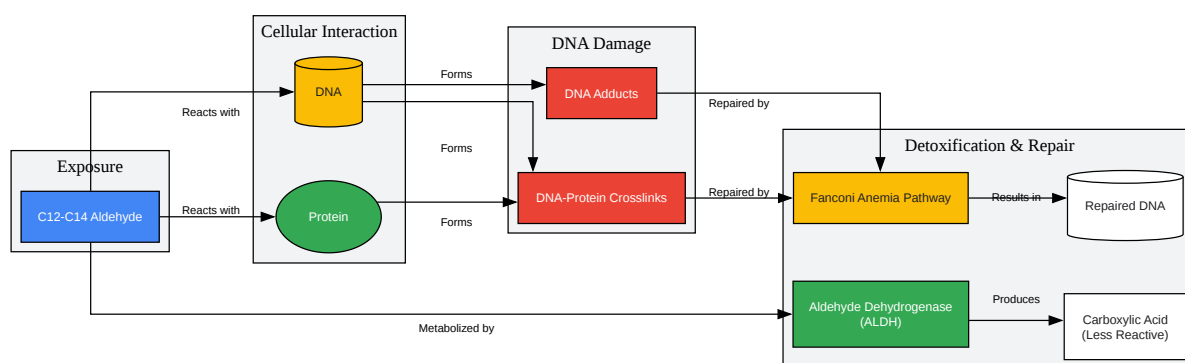 Cellular Interaction
DNA Damage
Forms
DNA
DNA Adducts
Repaired by
Reacts with
Detoxification & Repair
Forms
Exposure
Fanconi Anemia Pathway
Results in
Repaired DNA
DNA-Protein Crosslinks
Repaired by
C12-C14 Aldehyde
Reacts with
Protein
Forms
Aldehyde Dehydrogenase
(ALDH)
Produces
Carboxylic Acid
(Less Reactive)
Metabolized by